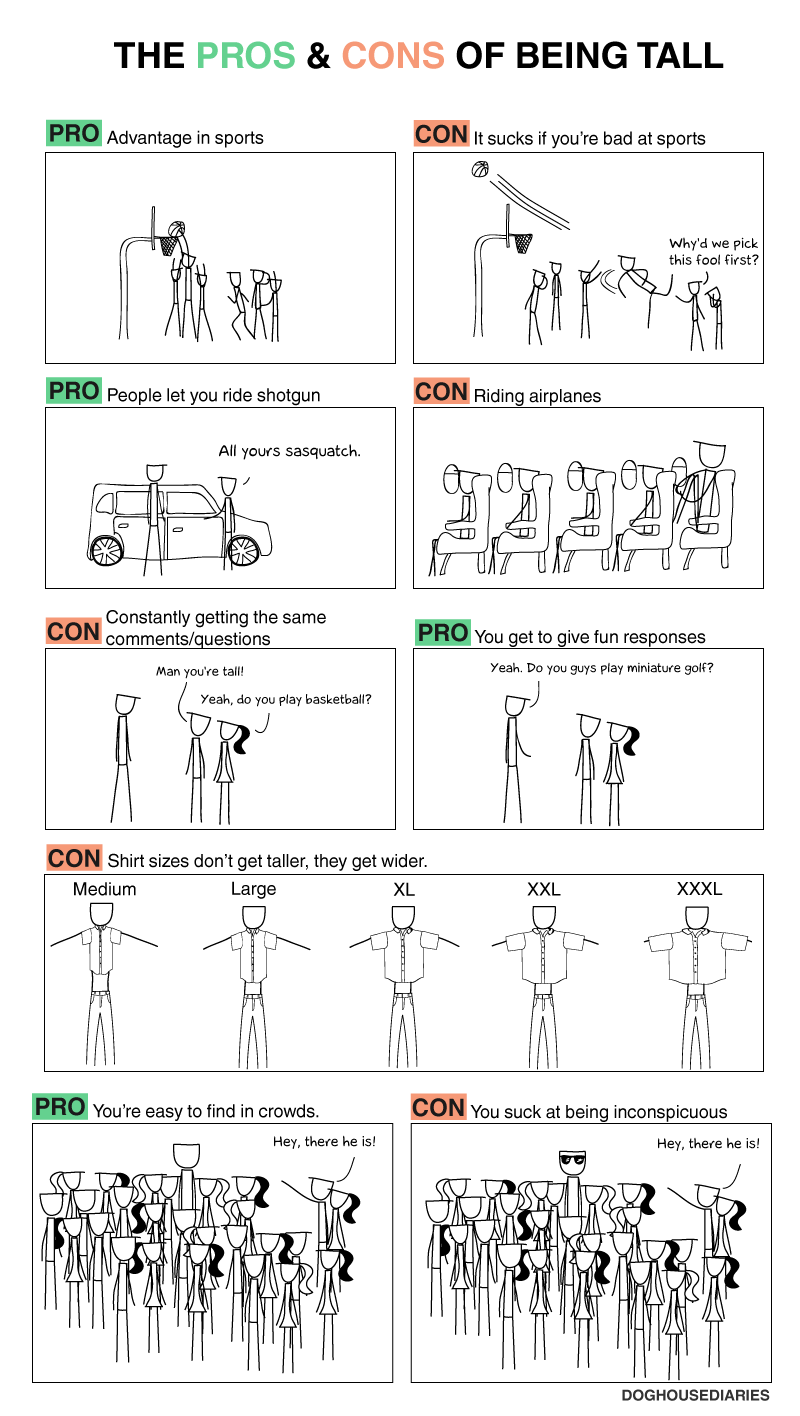 THE PROS & CONS OF BEING TALL
PRO Advantage in sports
CON It sucks if you're bad at sports
Why'd we pick
this fool first?
PRO People let you ride shotgun
All yours sasquatch.
CON Riding airplanes
CON Constantly getting the same
comments/questions
Man you're tall!
Yeah, do you play basketball?
PRO You get to give fun responses
Yeah. Do you guys play miniature golf?
CON Shirt sizes don't get taller, they get wider.
Medium Large XL XXL XXXL
PRO You're easy to find in crowds.
Hey, there he is!
CON You suck at being inconspicuous
Hey, there he is!
DOGHOUSEDIARIES